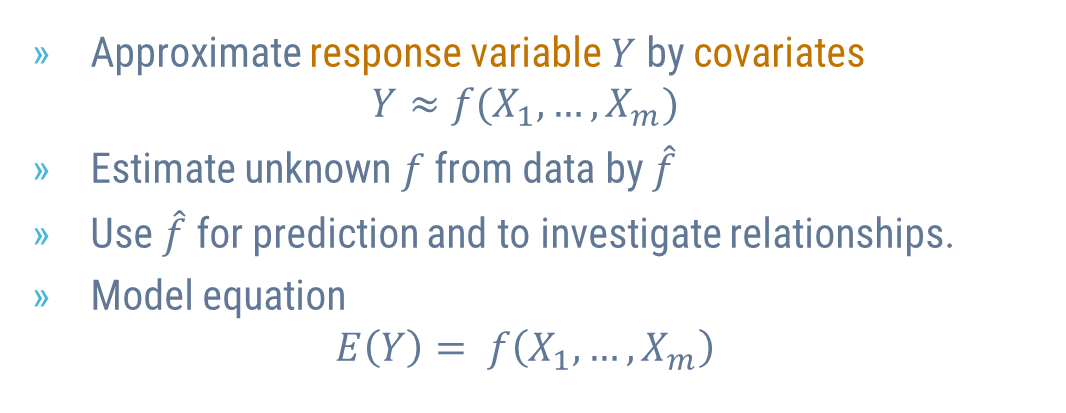 » Approximate response variable Y by covariates
Y ≈ f(X₁, … , Xₘ)
» Estimate unknown f from data by f̂
» Use f̂ for prediction and to investigate relationships.
» Model equation
E(Y) = f(X₁, … , Xₘ)